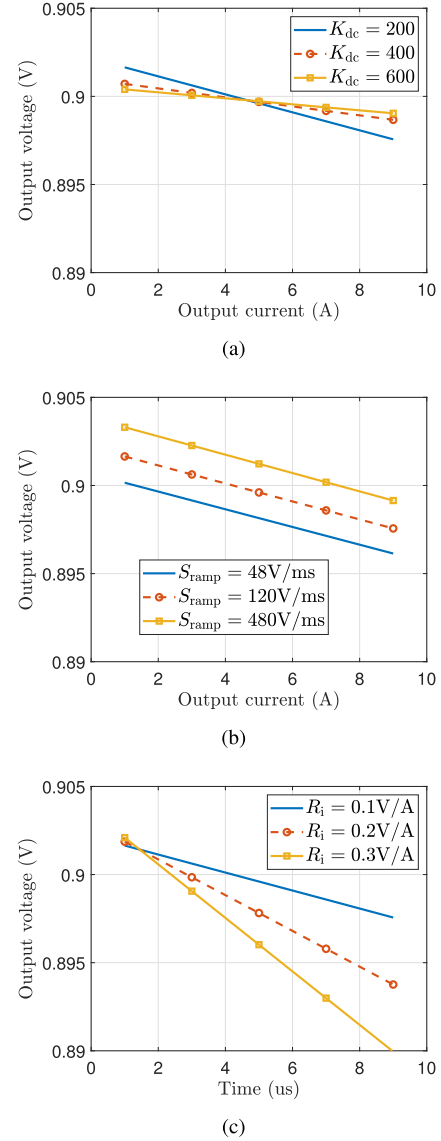 K_dc = 200
K_dc = 400
K_dc = 600
Output voltage (V)
0.905
0.9
0.895
0.89
0 2 4 6 8 10
Output current (A)
(a)
0.905
0.9
0.895
0.89
Output voltage (V)
S_ramp = 48V/ms
S_ramp = 120V/ms
S_ramp = 480V/ms
0 2 4 6 8 10
Output current (A)
(b)
R_i = 0.1V/A
R_i = 0.2V/A
R_i = 0.3V/A
0.905
0.9
0.895
0.89
Output voltage (V)
0 2 4 6 8 10
Time (us)
(c)